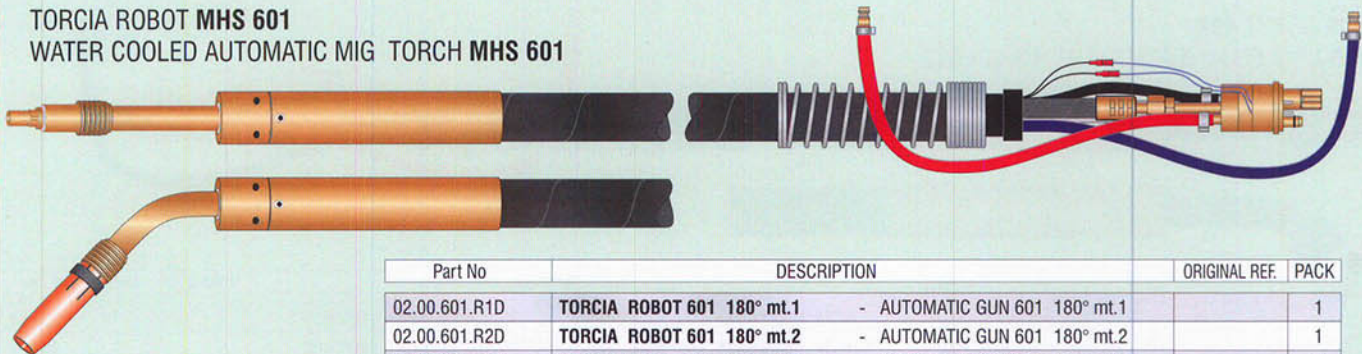 TORCIA ROBOT MHS 601
WATER COOLED AUTOMATIC MIG TORCH MHS 601
Part No DESCRIPTION ORIGINAL REF. PACK
02.00.601.R1D TORCIA ROBOT 601 180° mt.1 - AUTOMATIC GUN 601 180° mt.1 1
02.00.601.R2D TORCIA ROBOT 601 180° mt.2 - AUTOMATIC GUN 601 180° mt.2 1